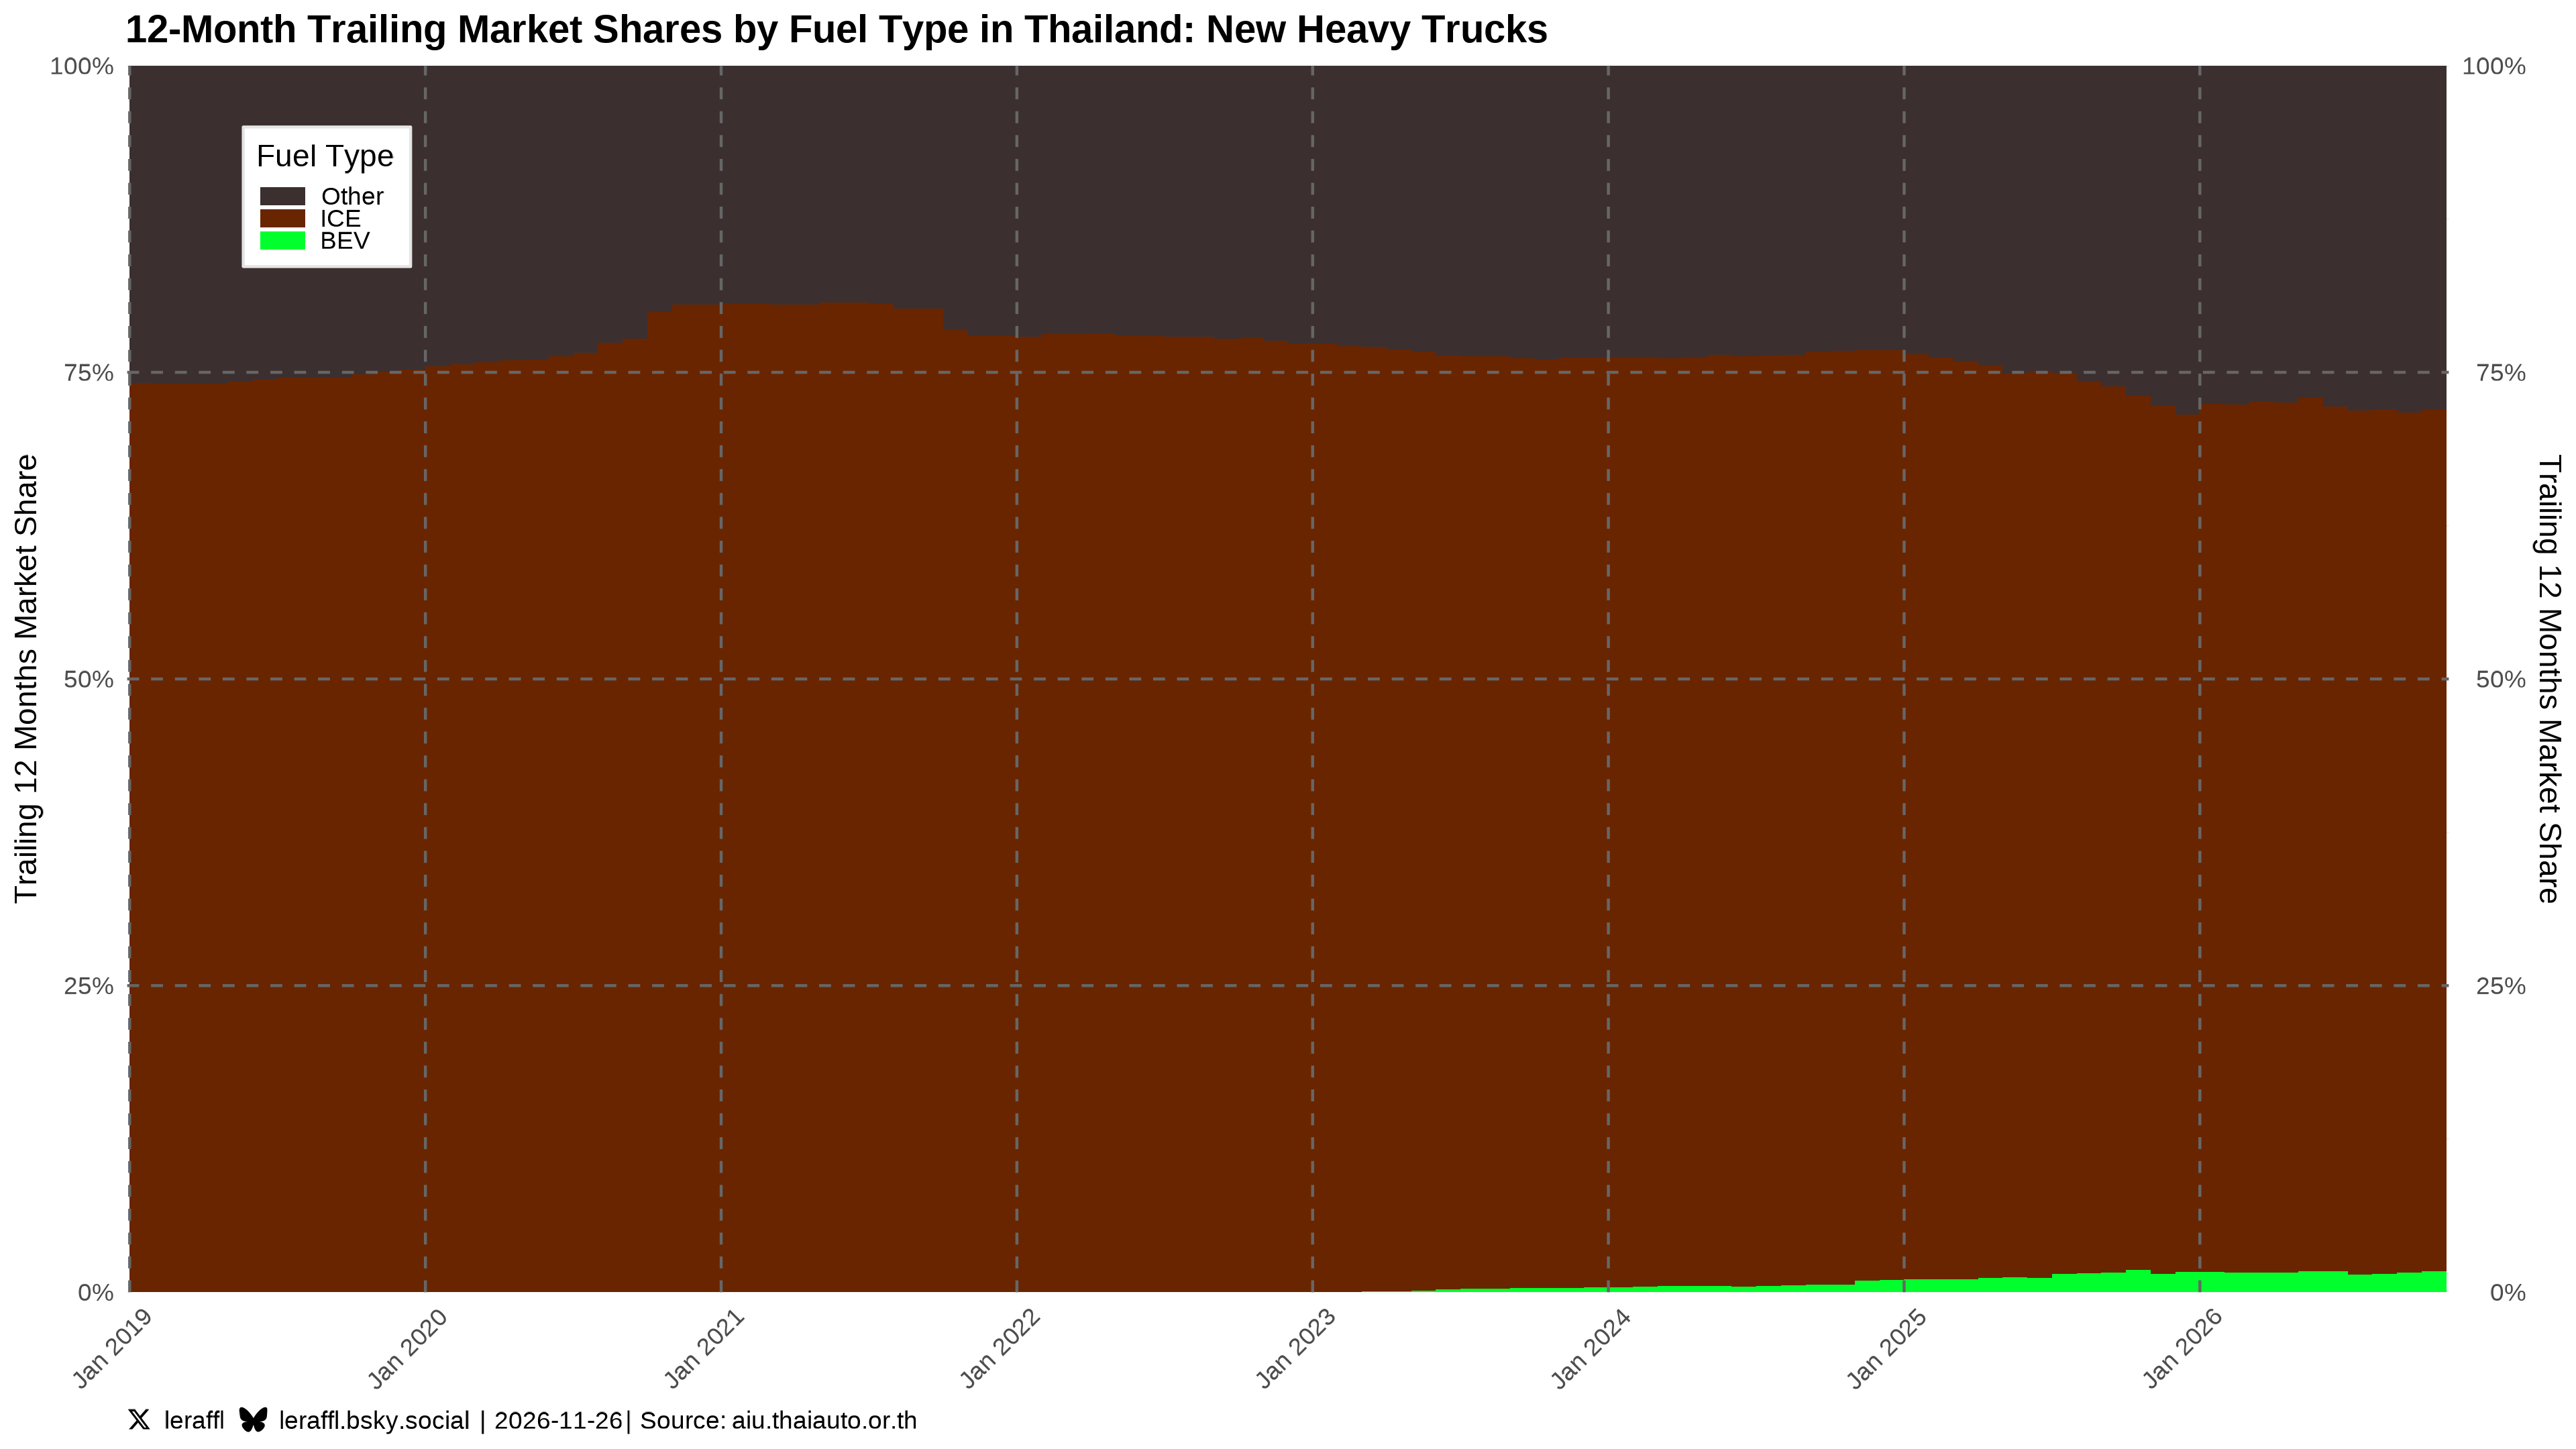 12-Month Trailing Market Shares by Fuel Type in Thailand: New Heavy Trucks
100% 100%
Fuel Type
Other
ICE
BEV
75% 75%
Trailing 12 Months Market Share
Trailing 12 Months Market Share
50% 50%
25% 25%
0% 0%
Jan 2019 Jan 2020 Jan 2021 Jan 2022 Jan 2023 Jan 2024 Jan 2025 Jan 2026
leraffl leraffl.bsky.social | 2026-11-26| Source: aiu.thaiauto.or.th